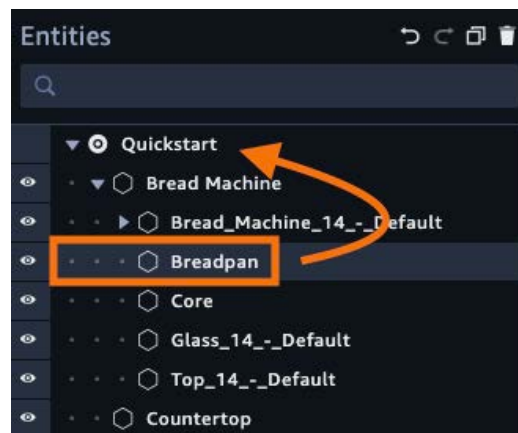 Entities
Quickstart
Bread Machine
Bread_Machine_14_-_Default
Breadpan
Core
Glass_14_-_Default
Top_14_-_Default
Countertop